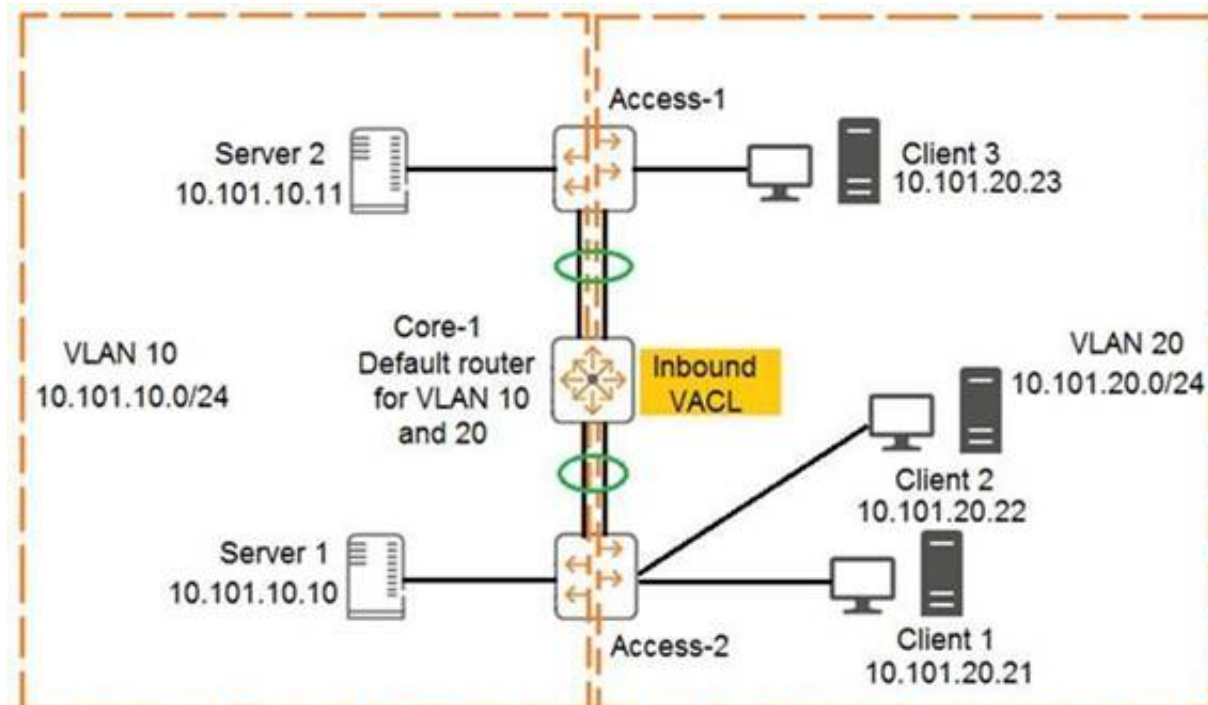 Access-1
Server 2
10.101.10.11
Client 3
10.101.20.23
Core-1
Default router
for VLAN 10
and 20
Inbound
VACL
VLAN 10
10.101.10.0/24
VLAN 20
10.101.20.0/24
Client 2
10.101.20.22
Server 1
10.101.10.10
Access-2
Client 1
10.101.20.21